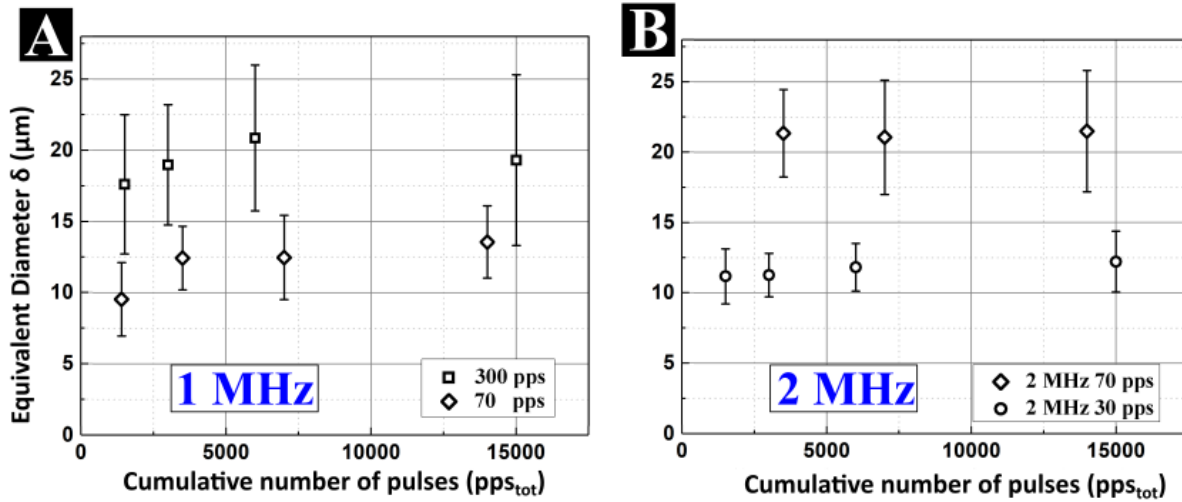 A
Equivalent Diameter δ (µm)
25
20
15
10
5
0
1 MHz
300 pps
70 pps
0 5000 10000 15000
Cumulative number of pulses (pps_tot)
B
25
20
15
10
5
0
2 MHz
2 MHz 70 pps
2 MHz 30 pps
0 5000 10000 15000
Cumulative number of pulses (pps_tot)